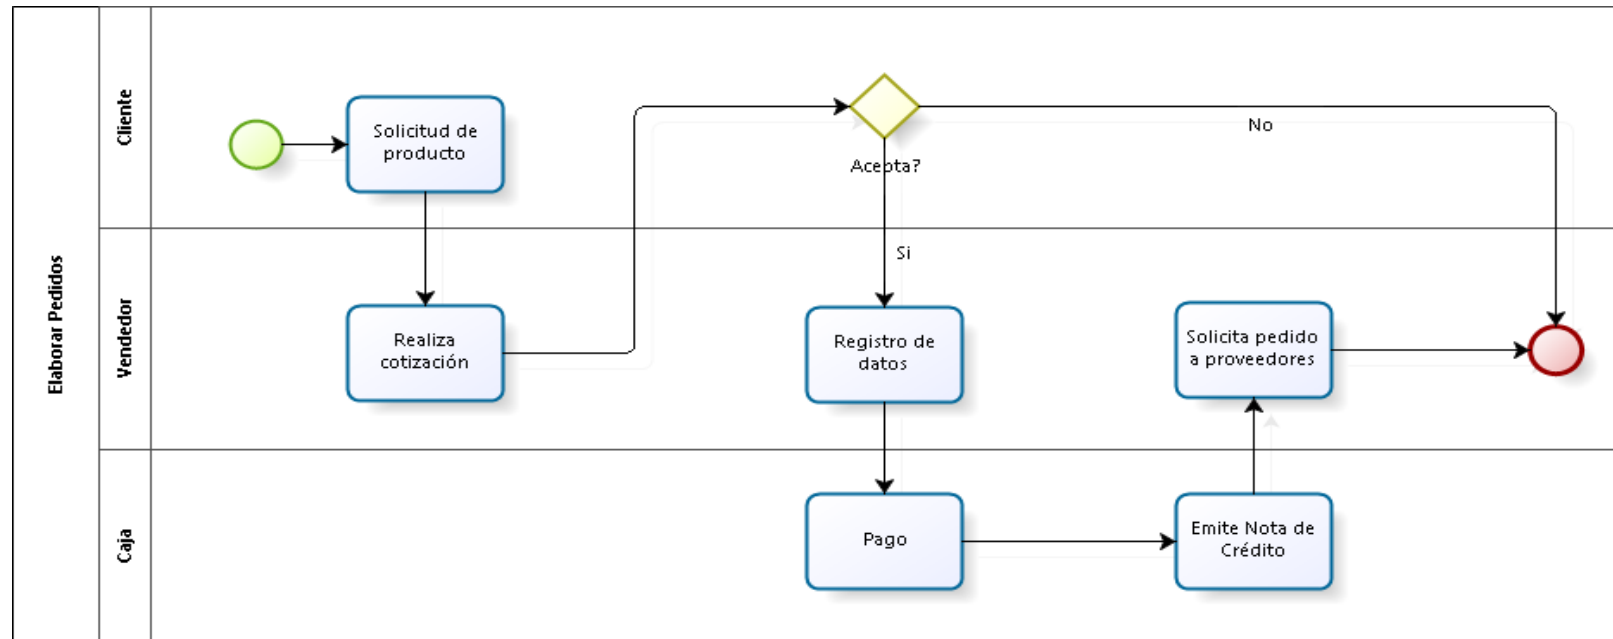 Elaborar Pedidos
Cliente
Solicitud de
producto
Acepta?
No
Si
Vendedor
Realiza
cotización
Registro de
datos
Solicita pedido
a proveedores
Caja
Pago
Emite Nota de
Crédito